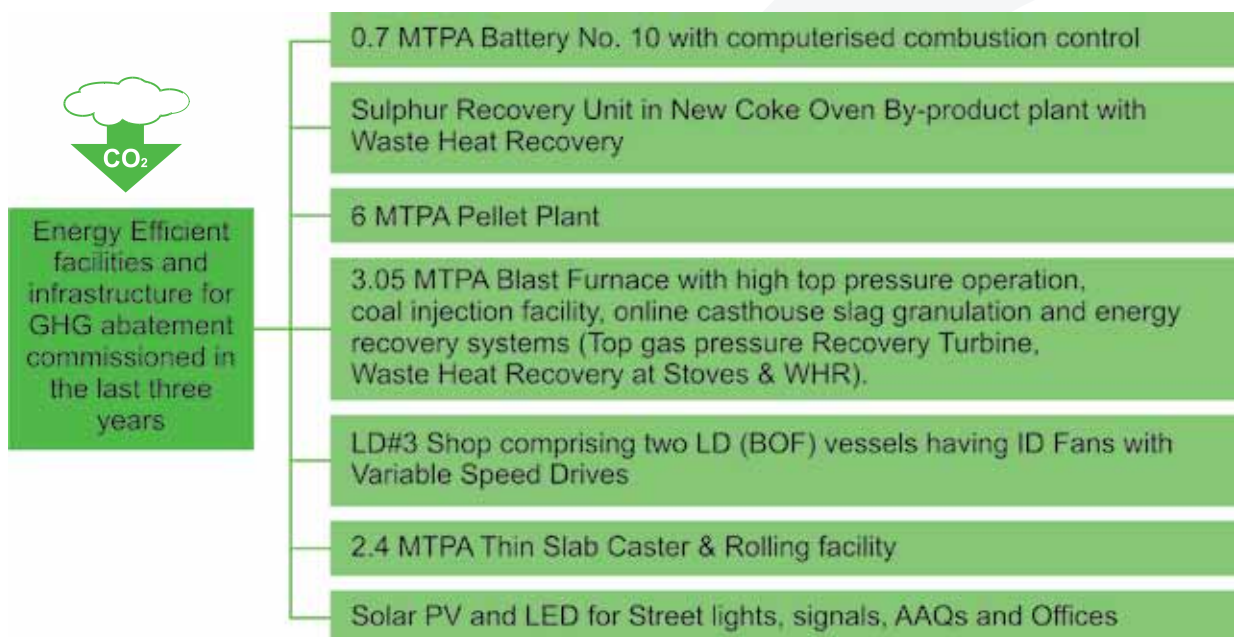 CO₂
Energy Efficient
facilities and
infrastructure for
GHG abatement
commissioned in
the last three
years
0.7 MTPA Battery No. 10 with computerised combustion control
Sulphur Recovery Unit in New Coke Oven By-product plant with
Waste Heat Recovery
6 MTPA Pellet Plant
3.05 MTPA Blast Furnace with high top pressure operation,
coal injection facility, online casthouse slag granulation and energy
recovery systems (Top gas pressure Recovery Turbine,
Waste Heat Recovery at Stoves & WHR).
LD#3 Shop comprising two LD (BOF) vessels having ID Fans with
Variable Speed Drives
2.4 MTPA Thin Slab Caster & Rolling facility
Solar PV and LED for Street lights, signals, AAQs and Offices